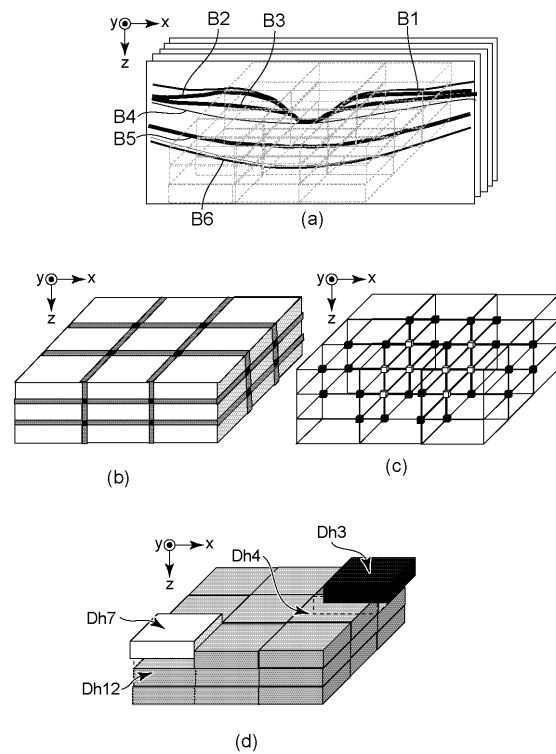 y x B2 B3 B1
z
B4
B5
B6
(a)
y x y x
z z
(b) (c)
y x Dh3
Dh4
z
Dh7
Dh12
(d)